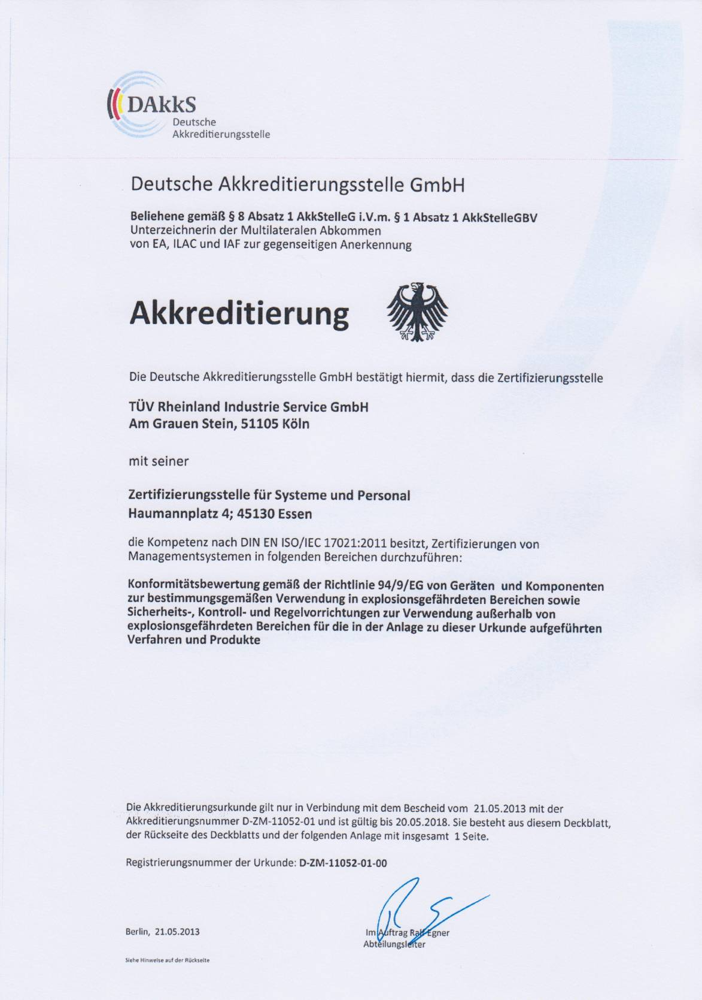 DAkkS
Deutsche
Akkreditierungsstelle
Deutsche Akkreditierungsstelle GmbH
Beliehene gemäß § 8 Absatz 1 AkkStelleG i.V.m. § 1 Absatz 1 AkkStelleGBV
Unterzeichnerin der Multilateralen Abkommen
von EA, ILAC und IAF zur gegenseitigen Anerkennung
Akkreditierung
Die Deutsche Akkreditierungsstelle GmbH bestätigt hiermit, dass die Zertifizierungsstelle
TÜV Rheinland Industrie Service GmbH
Am Grauen Stein, 51105 Köln
mit seiner
Zertifizierungsstelle für Systeme und Personal
Haumannplatz 4; 45130 Essen
die Kompetenz nach DIN EN ISO/IEC 17021:2011 besitzt, Zertifizierungen von
Managementsystemen in folgenden Bereichen durchzuführen:
Konformitätsbewertung gemäß der Richtlinie 94/9/EG von Geräten und Komponenten
zur bestimmungsgemäßen Verwendung in explosionsgefährdeten Bereichen sowie
Sicherheits-, Kontroll- und Regelvorrichtungen zur Verwendung außerhalb von
explosionsgefährdeten Bereichen für die in der Anlage zu dieser Urkunde aufgeführten
Verfahren und Produkte
Die Akkreditierungsurkunde gilt nur in Verbindung mit dem Bescheid vom 21.05.2013 mit der
Akkreditierungsnummer D-ZM-11052-01 und ist gültig bis 20.05.2018. Sie besteht aus diesem Deckblatt,
der Rückseite des Deckblatts und der folgenden Anlage mit insgesamt 1 Seite.
Registrierungsnummer der Urkunde: D-ZM-11052-01-00
Berlin, 21.05.2013
Im Auftrag Ralf Egner
Abteilungsleiter
Siehe Hinweise auf der Rückseite